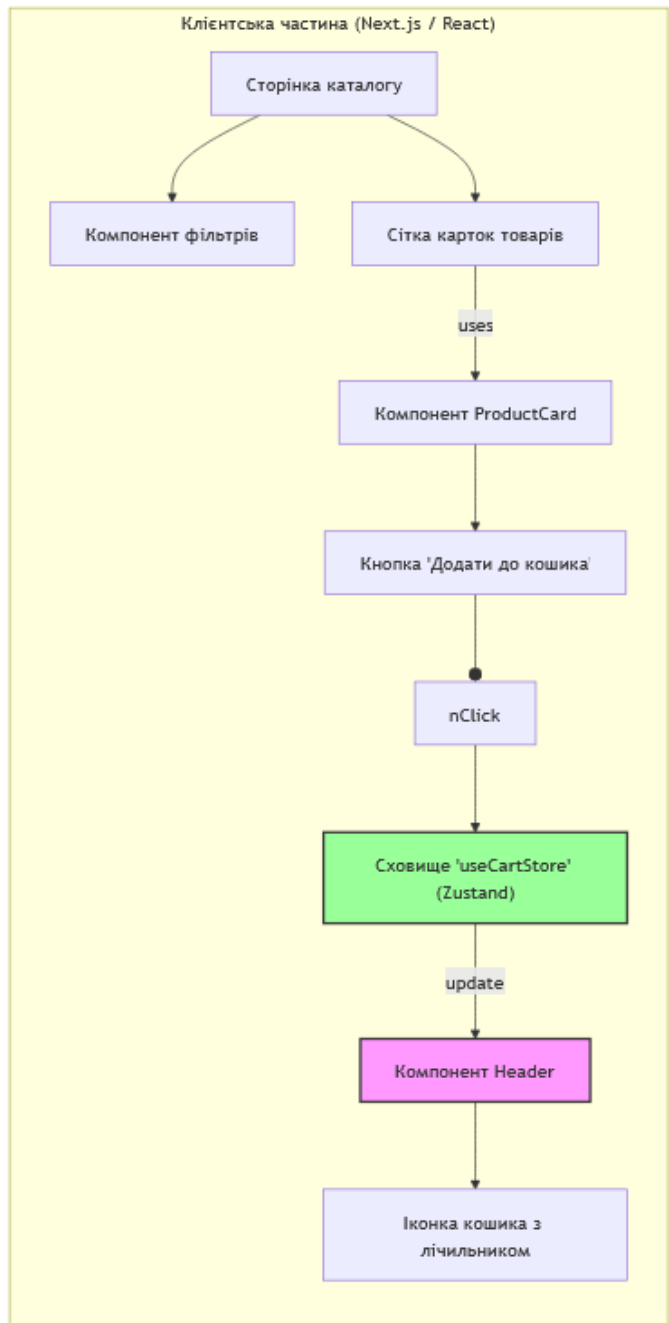 Клієнтська частина (Next.js / React)
Сторінка каталогу
Компонент фільтрів
Сітка карток товарів
uses
Компонент ProductCard
Кнопка 'Додати до кошика'
nClick
Сховище 'useCartStore'
(Zustand)
update
Компонент Header
Іконка кошика з
лічильником